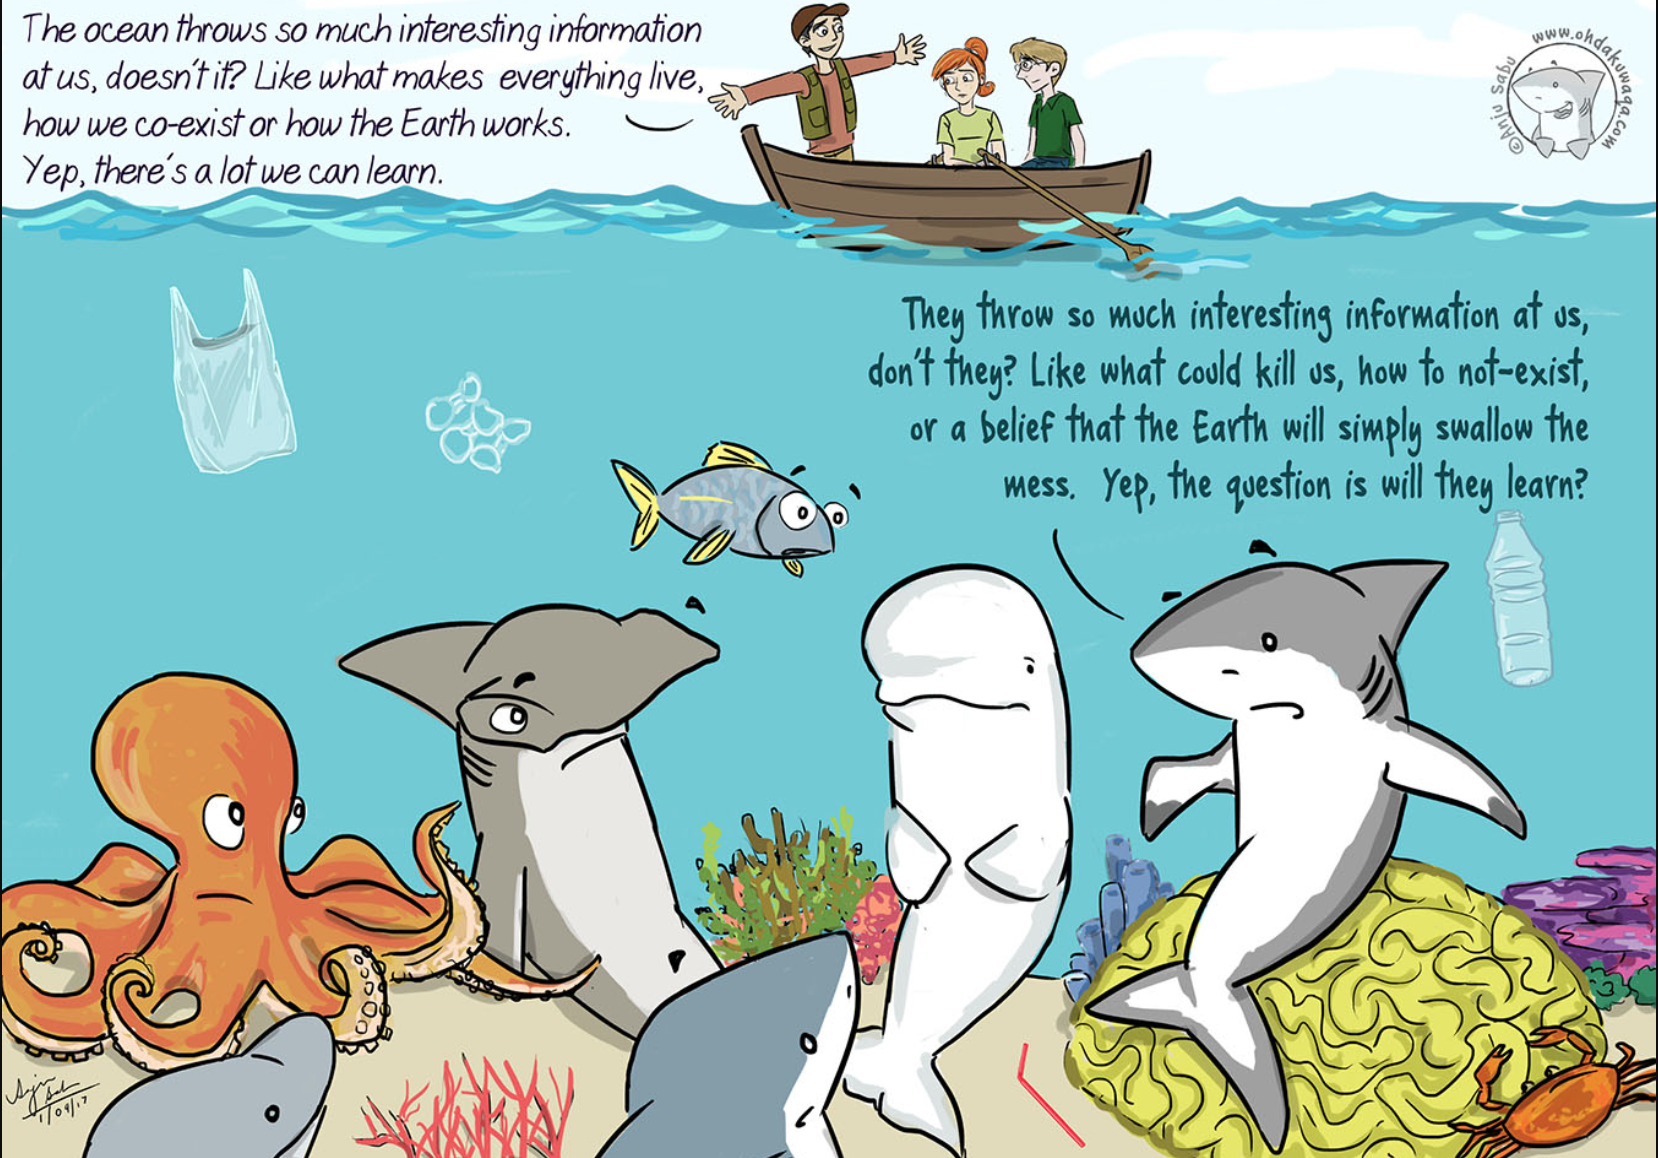 The ocean throws so much interesting information
at us, doesn't it? Like what makes everything live,
how we co-exist or how the Earth works.
Yep, there's a lot we can learn.
©Anju Sabu www.ohdakuwaqa.com
They throw so much interesting information at us,
don't they? Like what could kill us, how to not-exist,
or a belief that the Earth will simply swallow the
mess. Yep, the question is will they learn?
1/09/17